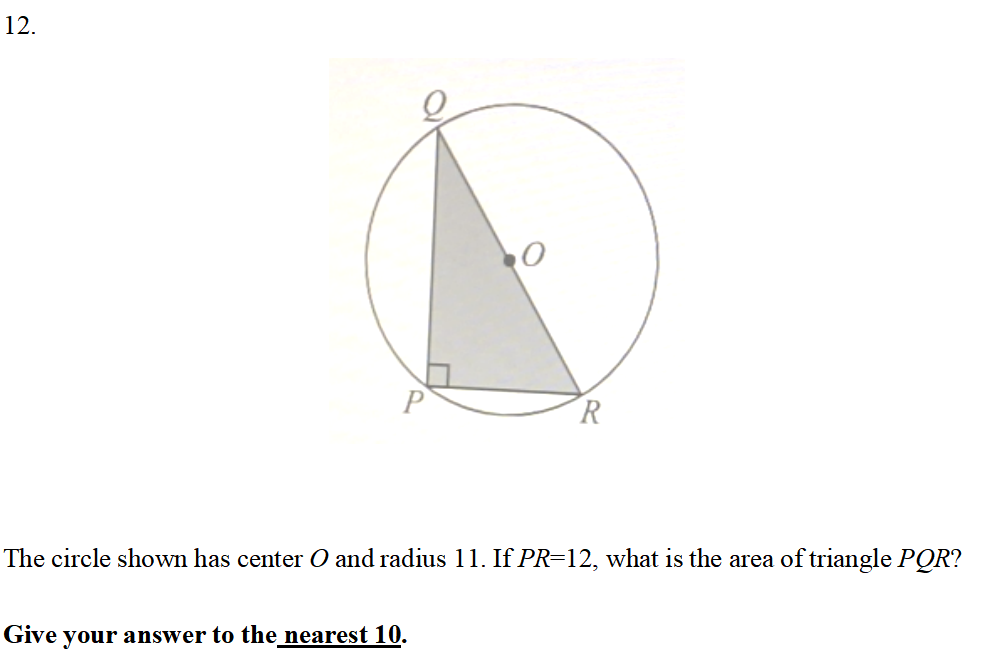 12.
Q
O
P
R
The circle shown has center O and radius 11. If PR=12, what is the area of triangle PQR?
Give your answer to the nearest 10.